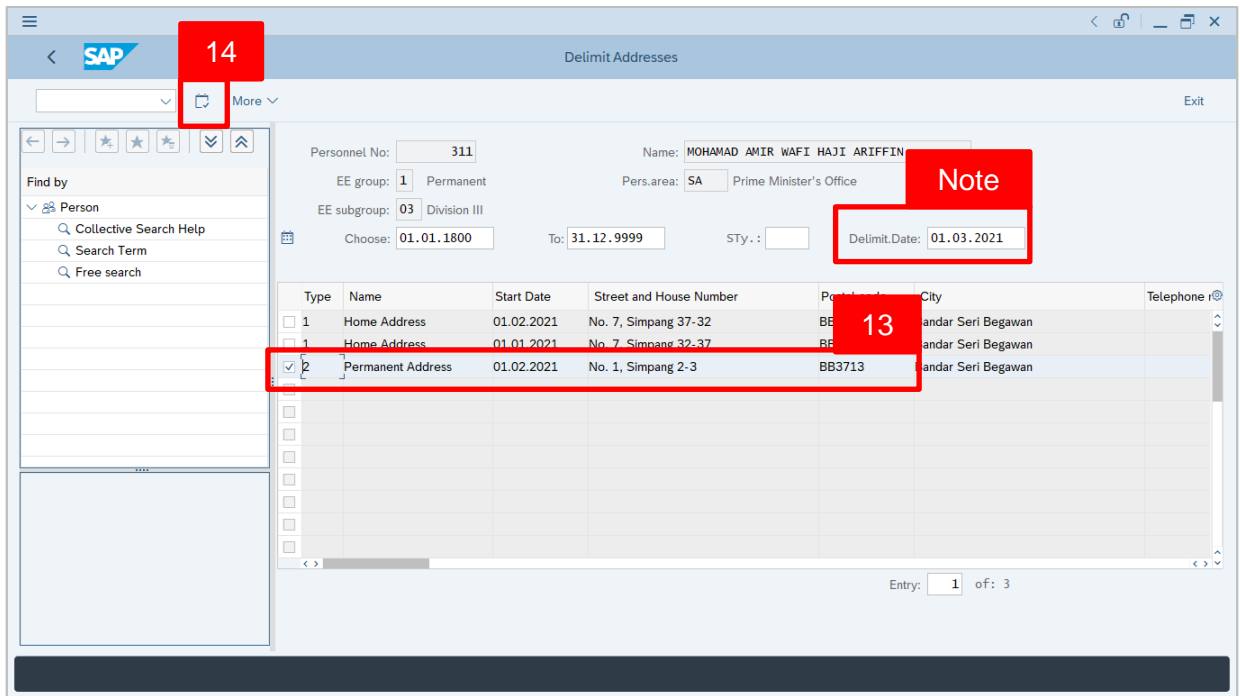 SAP
14
Delimit Addresses
More
Exit
Find by
Person
Collective Search Help
Search Term
Free search
Personnel No: 311 Name: MOHAMAD AMIR WAFI HAJI ARIFFIN
EE group: 1 Permanent Pers.area: SA Prime Minister's Office
Note
EE subgroup: 03 Division III
Choose: 01.01.1800 To: 31.12.9999 STy.: Delimit.Date: 01.03.2021
Type Name Start Date Street and House Number City Telephone
13
1 Home Address 01.02.2021 No. 7, Simpang 37-32 Bandar Seri Begawan
1 Home Address 01.01.2021 No. 7, Simpang 32-37 Bandar Seri Begawan
2 Permanent Address 01.02.2021 No. 1, Simpang 2-3 BB3713 Bandar Seri Begawan
Entry: 1 of: 3